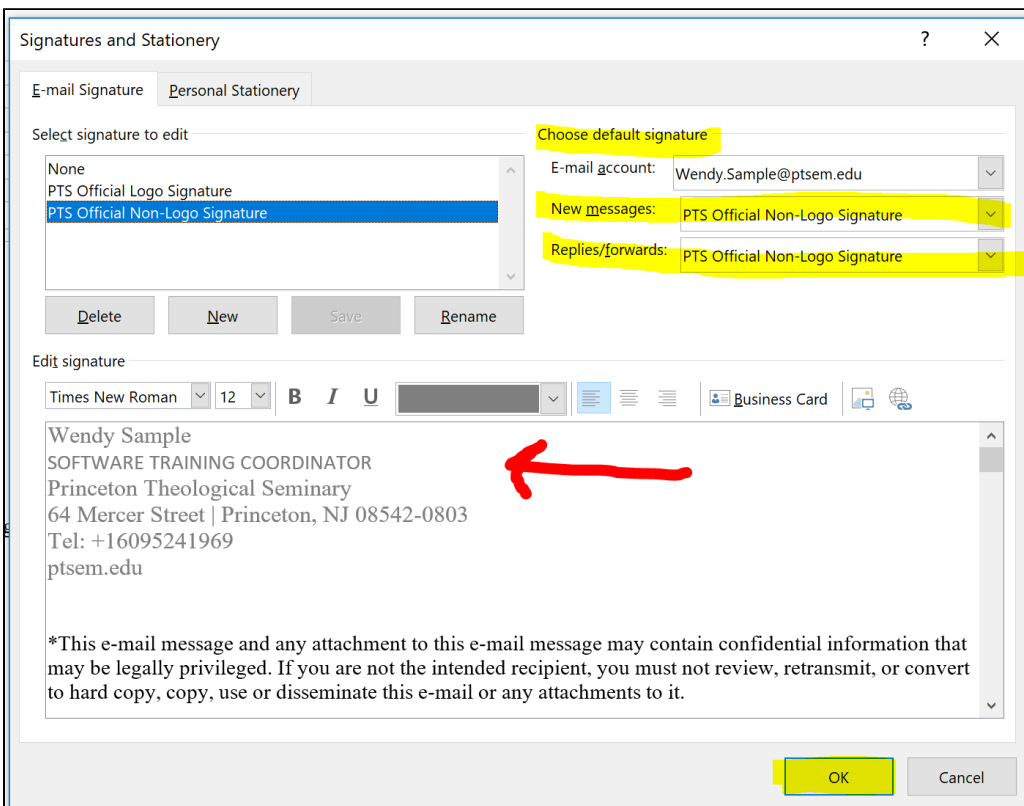 Signatures and Stationery ?
E-mail Signature Personal Stationery
Select signature to edit
None
PTS Official Logo Signature
PTS Official Non-Logo Signature
Delete New Save Rename
Choose default signature
E-mail account: Wendy.Sample@ptsem.edu
New messages: PTS Official Non-Logo Signature
Replies/forwards: PTS Official Non-Logo Signature
Edit signature
Times New Roman 12 B I U Business Card
Wendy Sample
SOFTWARE TRAINING COORDINATOR
Princeton Theological Seminary
64 Mercer Street | Princeton, NJ 08542-0803
Tel: +16095241969
ptsem.edu
*This e-mail message and any attachment to this e-mail message may contain confidential information that
may be legally privileged. If you are not the intended recipient, you must not review, retransmit, or convert
to hard copy, copy, use or disseminate this e-mail or any attachments to it.
OK Cancel